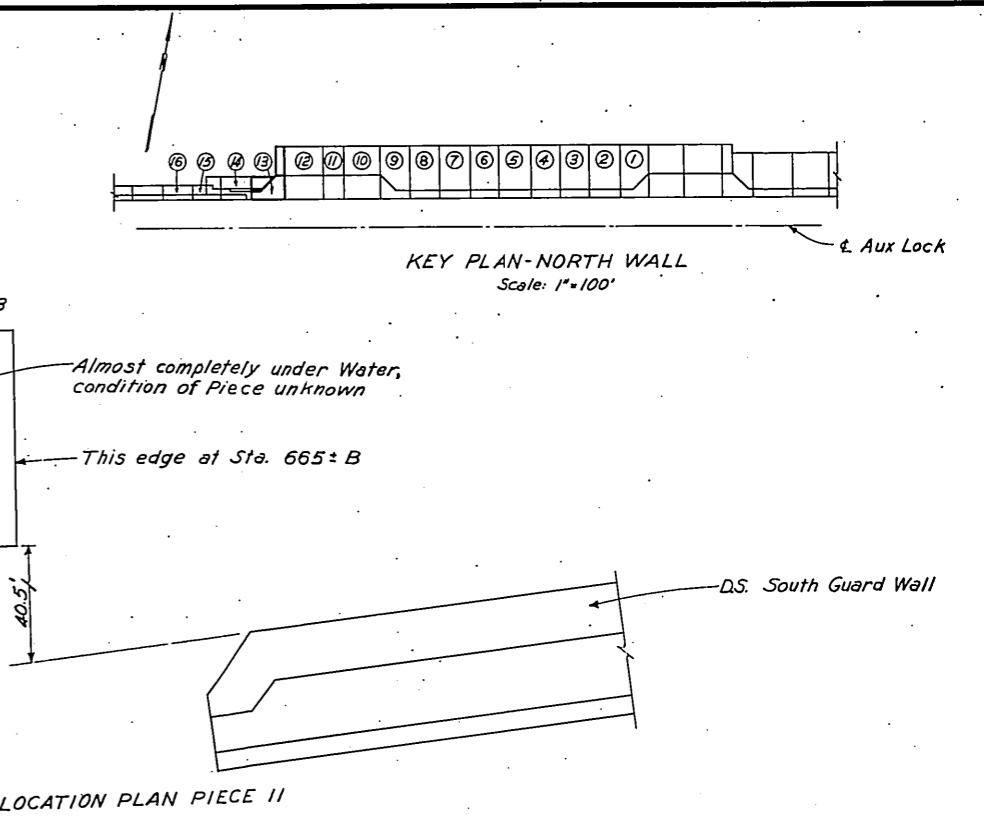 N
16 15 14 13 12 11 10 9 8 7 6 5 4 3 2 1
℄ Aux Lock
KEY PLAN-NORTH WALL
Scale: 1"=100'
B
Almost completely under Water,
condition of Piece unknown
This edge at Sta. 665± B
40.5'
D.S. South Guard Wall
LOCATION PLAN PIECE 11